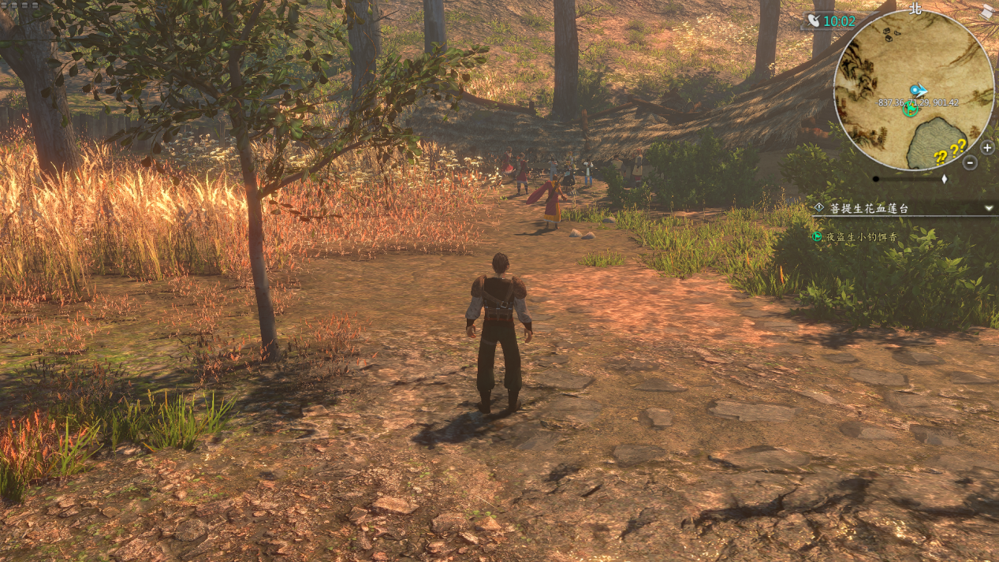 北
10:02
-837.36, 71.29, 901.42
??
??
菩提生花血莲台
夜盗生小钓饵香